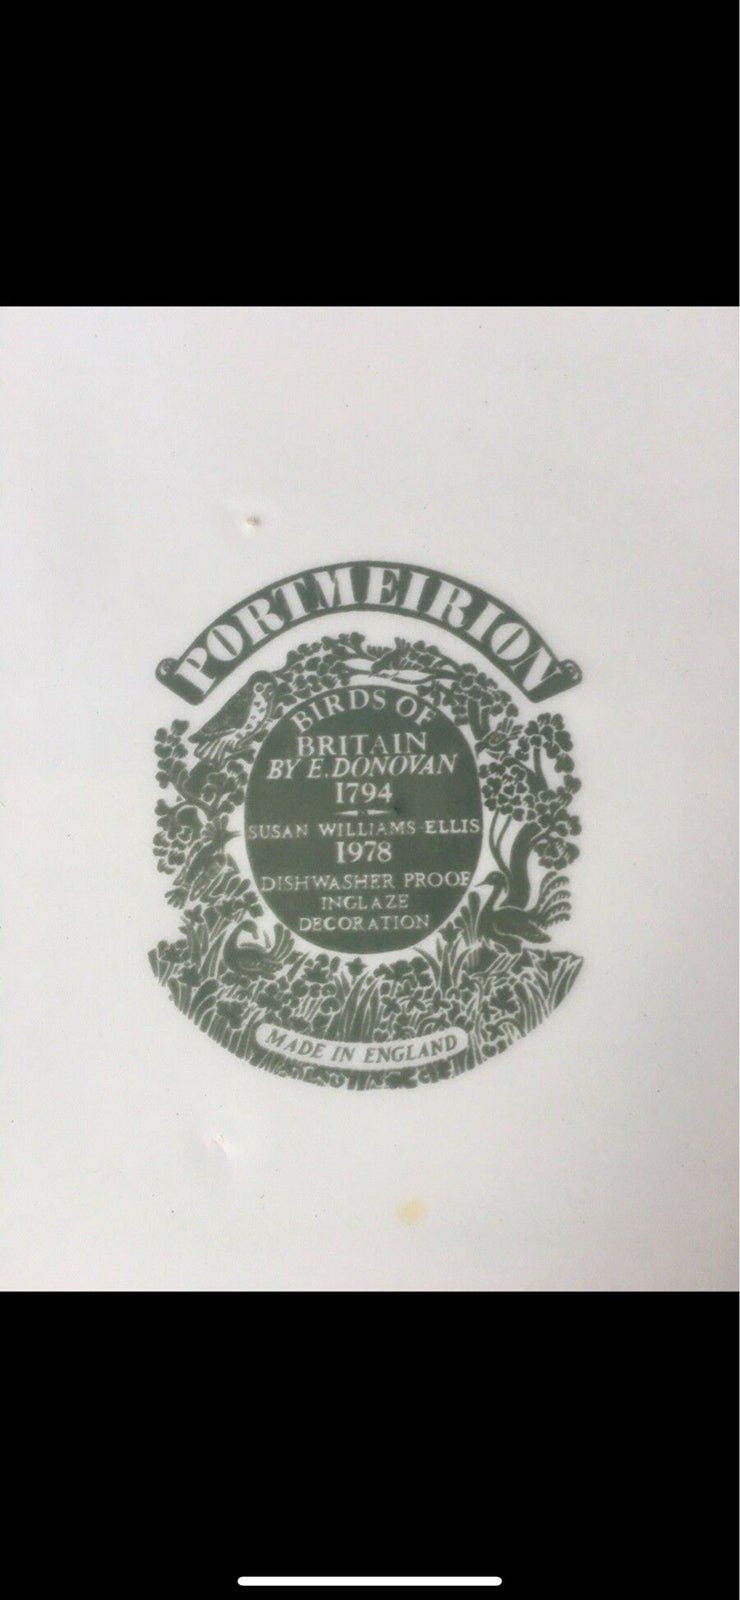 PORTMEIRION
BIRDS OF
BRITAIN
BY E. DONOVAN
1794
SUSAN WILLIAMS-ELLIS
1978
DISHWASHER PROOF
INGLAZE
DECORATION
MADE IN ENGLAND